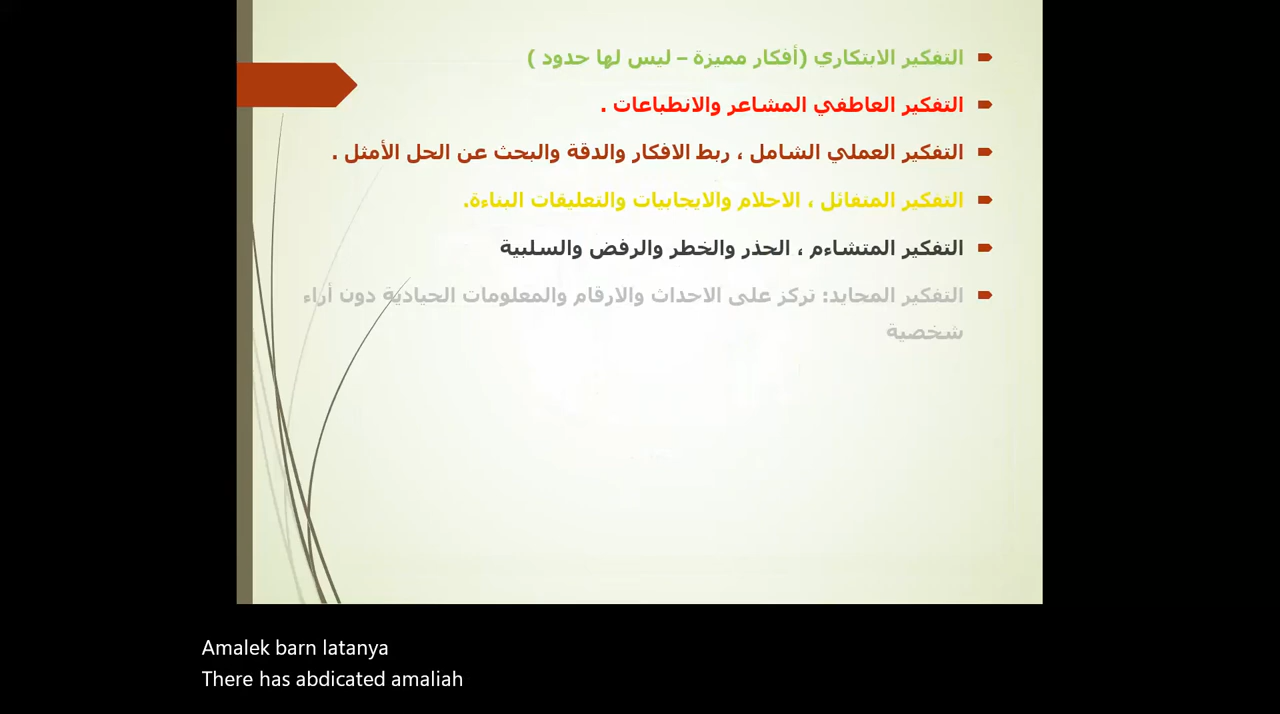 التفكير الابتكاري (أفكار مميزة – ليس لها حدود )
التفكير العاطفي المشاعر والانطباعات .
التفكير العملي الشامل ، ربط الافكار والدقة والبحث عن الحل الأمثل .
التفكير المتفائل ، الاحلام والايجابيات والتعليقات البناءة.
التفكير المتشاءم ، الحذر والخطر والرفض والسلبية
التفكير المحايد: تركز على الاحداث والارقام والمعلومات الحيادية دون أراء
شخصية
Amalek barn latanya
There has abdicated amaliah